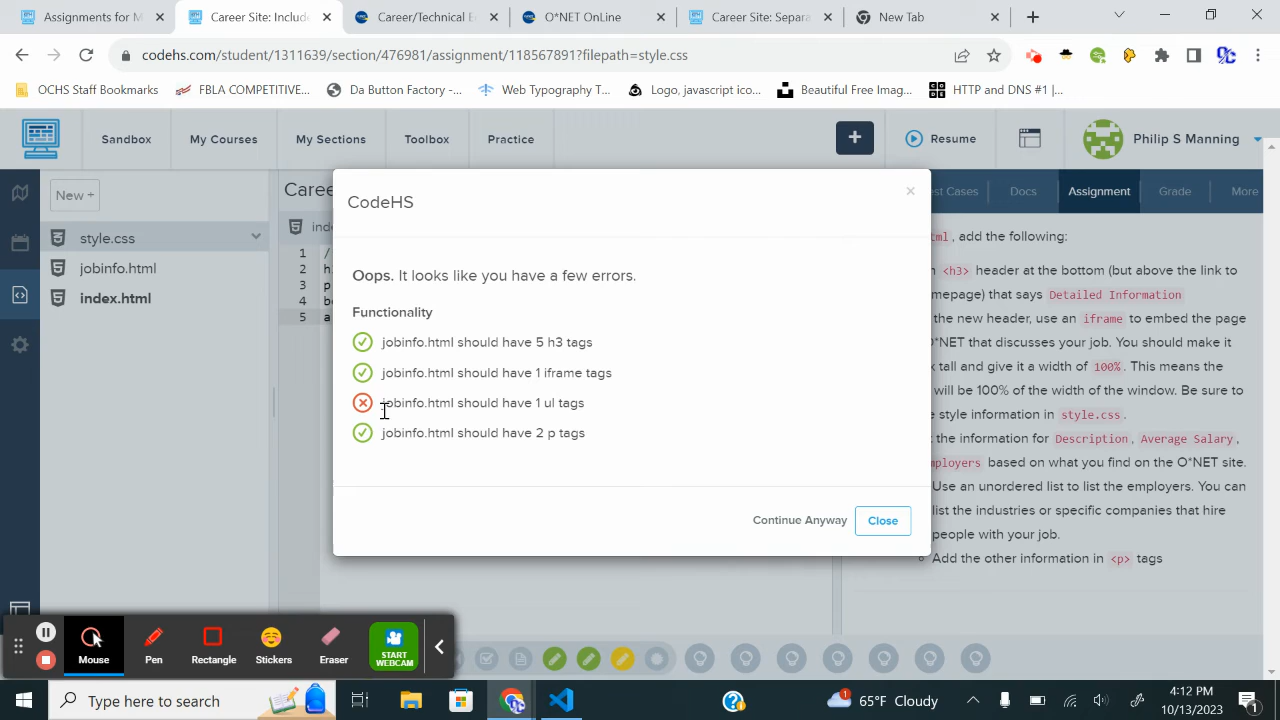 Assignments for M
Career Site: Include
Career/Technical E
O*NET OnLine
Career Site: Separa
New Tab
codehs.com/student/1311639/section/476981/assignment/118567891?filepath=style.css
OCHS Staff Bookmarks
FBLA COMPETITIVE...
Da Button Factory -...
Web Typography T...
Logo, javascript ico...
Beautiful Free Imag...
HTTP and DNS #1 |...
Sandbox
My Courses
My Sections
Toolbox
Practice
+
Resume
Philip S Manning
New +
Caree
est Cases
Docs
Assignment
Grade
More
style.css
jobinfo.html
index.html
ind
1 /
2 h
3 p
4 bo
5 a
CodeHS
×
Oops. It looks like you have a few errors.
Functionality
jobinfo.html should have 5 h3 tags
jobinfo.html should have 1 iframe tags
jobinfo.html should have 1 ul tags
jobinfo.html should have 2 p tags
Continue Anyway
Close
ml, add the following:
n <h3> header at the bottom (but above the link to
mepage) that says Detailed Information
the new header, use an iframe to embed the page
O*NET that discusses your job. You should make it
k tall and give it a width of 100%. This means the
will be 100% of the width of the window. Be sure to
e style information in style.css.
t the information for Description, Average Salary,
mployers based on what you find on the O*NET site.
Use an unordered list to list the employers. You can
list the industries or specific companies that hire
people with your job.
Add the other information in <p> tags
Mouse
Pen
Rectangle
Stickers
Eraser
START
WEBCAM
Type here to search
65°F Cloudy
4:12 PM
10/13/2023